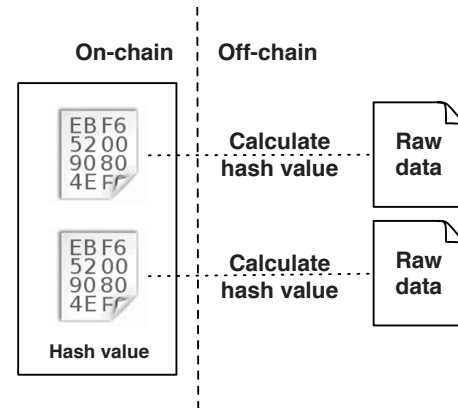 On-chain
Off-chain
EB F6
52 00
90 80
4E F0
Calculate
hash value
Raw
data
EB F6
52 00
90 80
4E F
Calculate
hash value
Raw
data
Hash value